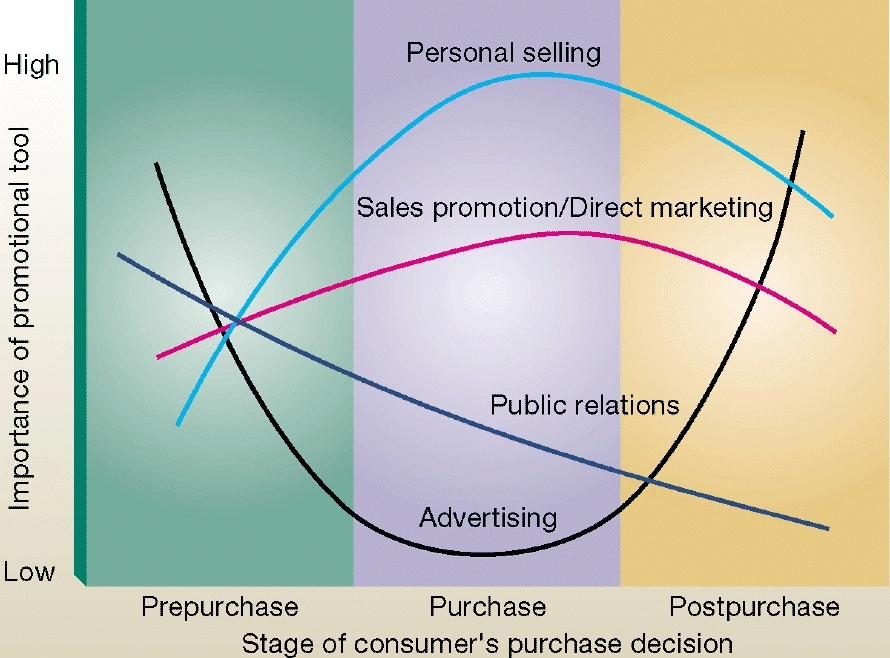 High
Personal selling
Importance of promotional tool
Sales promotion/Direct marketing
Public relations
Advertising
Low
Prepurchase
Purchase
Postpurchase
Stage of consumer's purchase decision